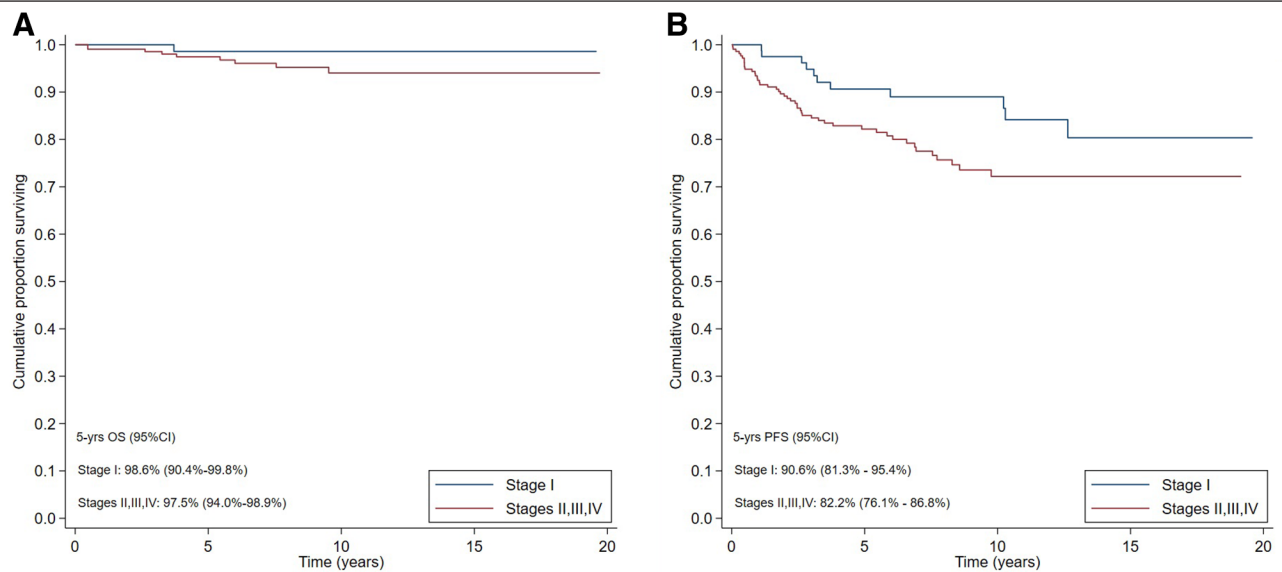 A
1.0
0.9
0.8
0.7
0.6
0.5
0.4
0.3
0.2
0.1
0.0
Cumulative proportion surviving
5-yrs OS (95%CI)
Stage I: 98.6% (90.4%-99.8%)
Stages II,III,IV: 97.5% (94.0%-98.9%)
Stage I
Stages II,III,IV
0 5 10 15 20
Time (years)
B
1.0
0.9
0.8
0.7
0.6
0.5
0.4
0.3
0.2
0.1
0.0
Cumulative proportion surviving
5-yrs PFS (95%CI)
Stage I: 90.6% (81.3% - 95.4%)
Stages II,III,IV: 82.2% (76.1% - 86.8%)
Stage I
Stages II,III,IV
0 5 10 15 20
Time (years)